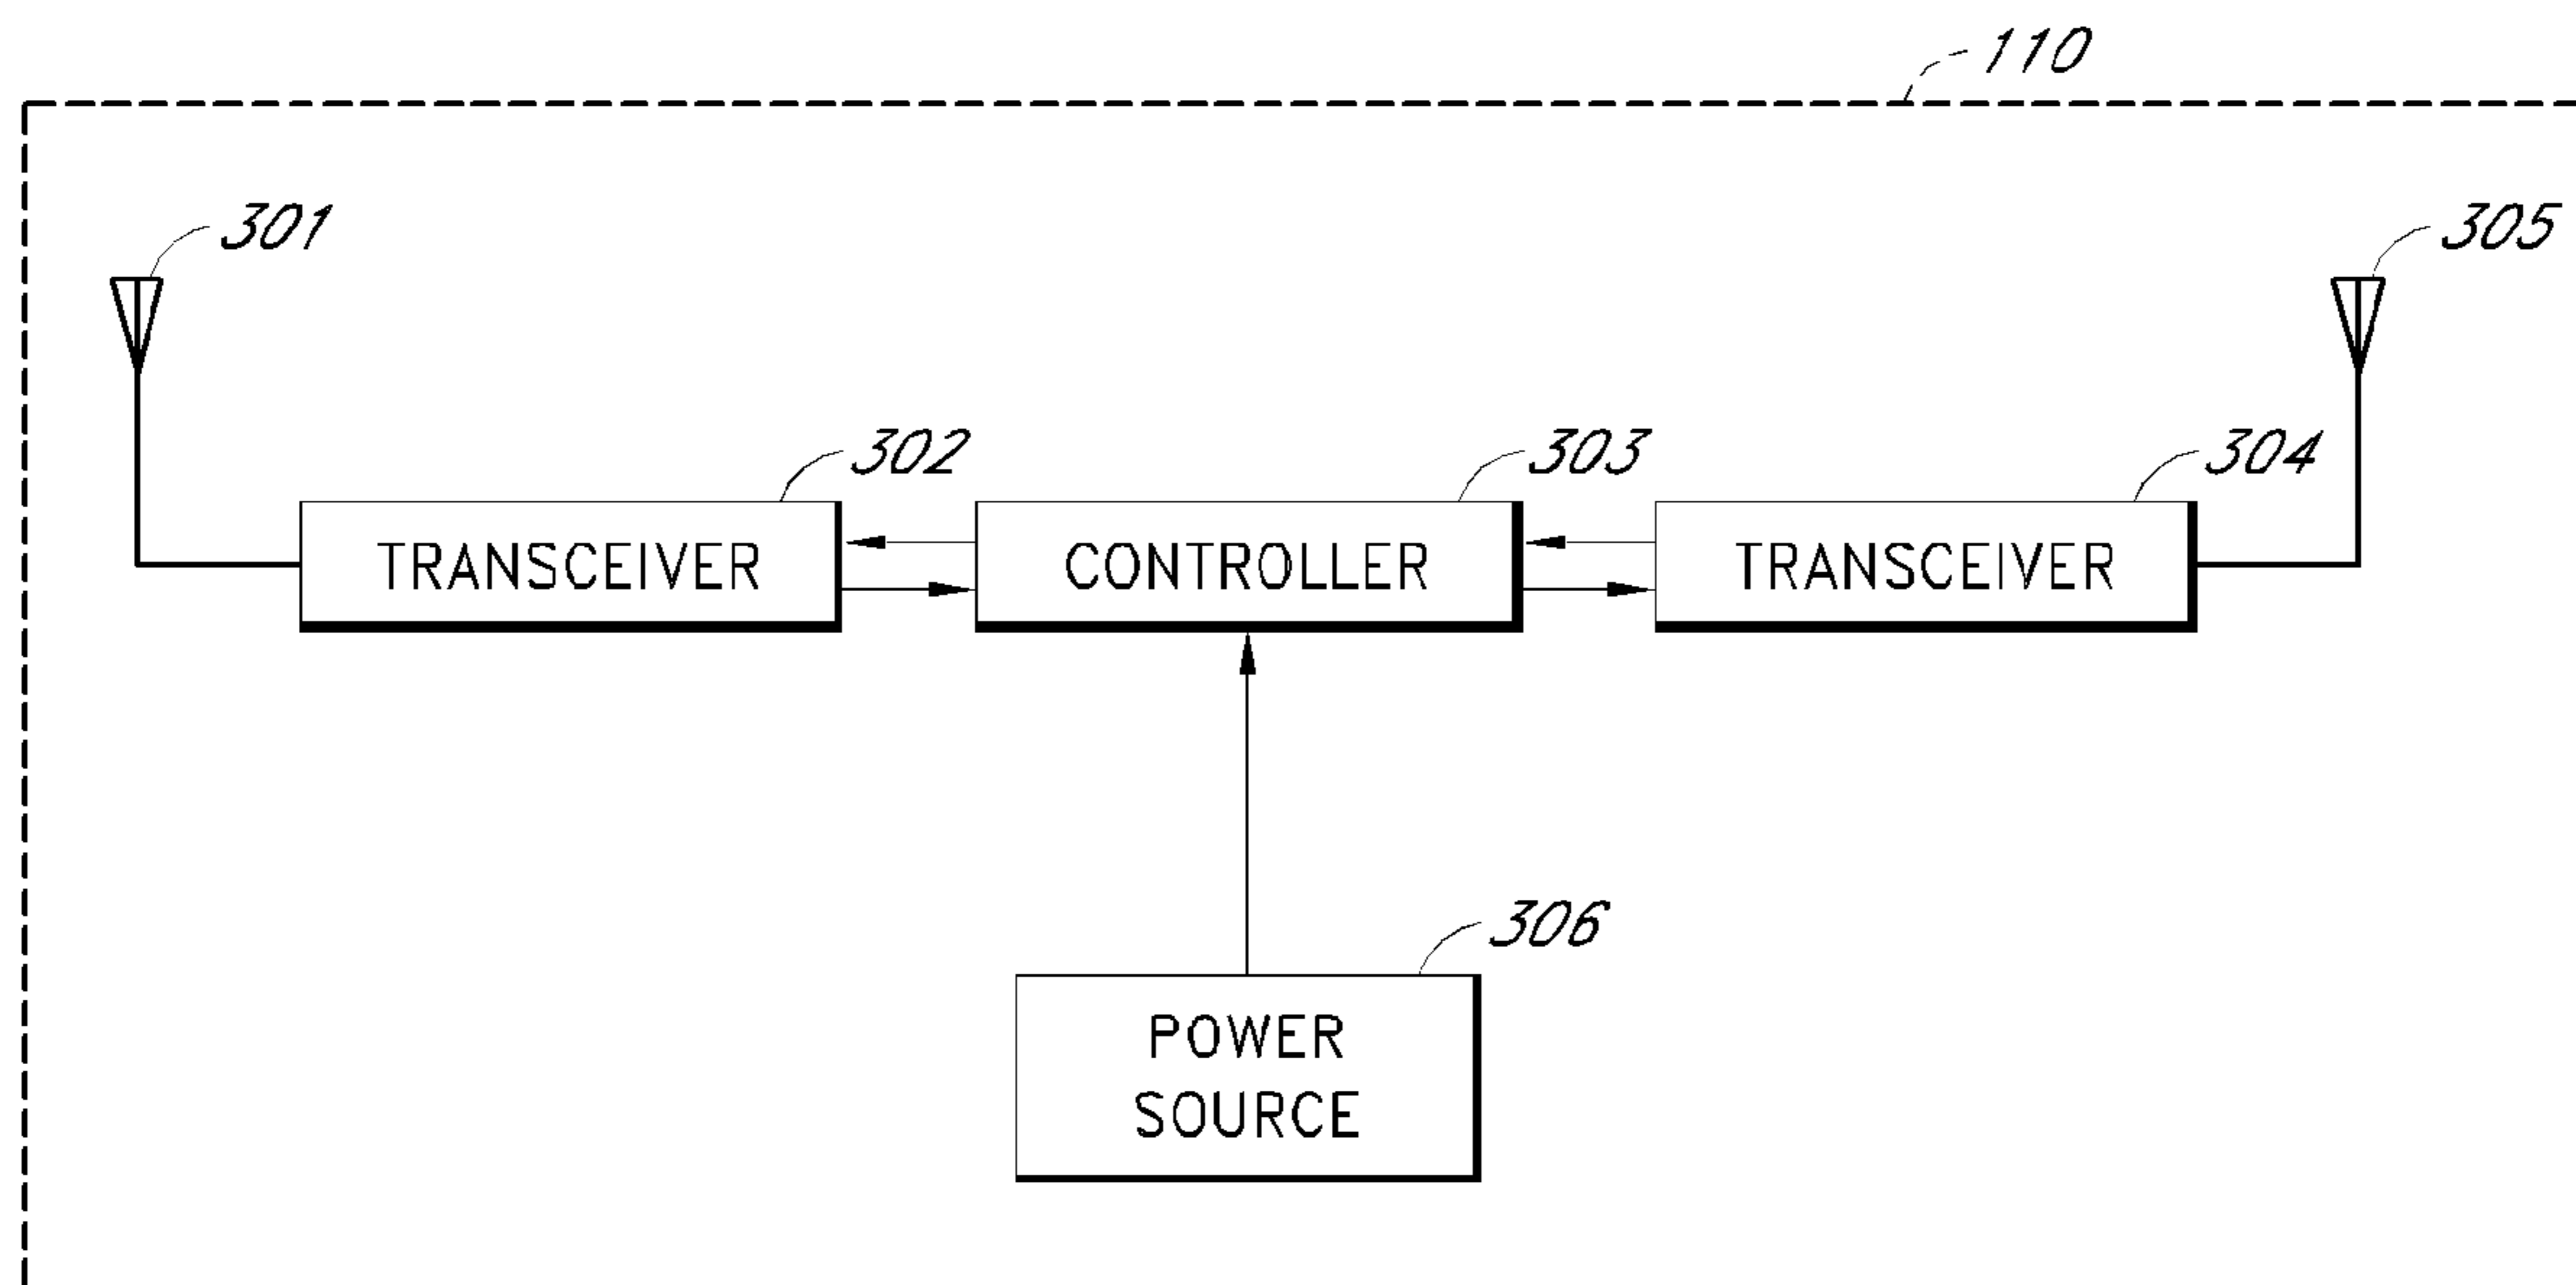 110
301
305
302
303
304
TRANSCEIVER
CONTROLLER
TRANSCEIVER
306
POWER
SOURCE